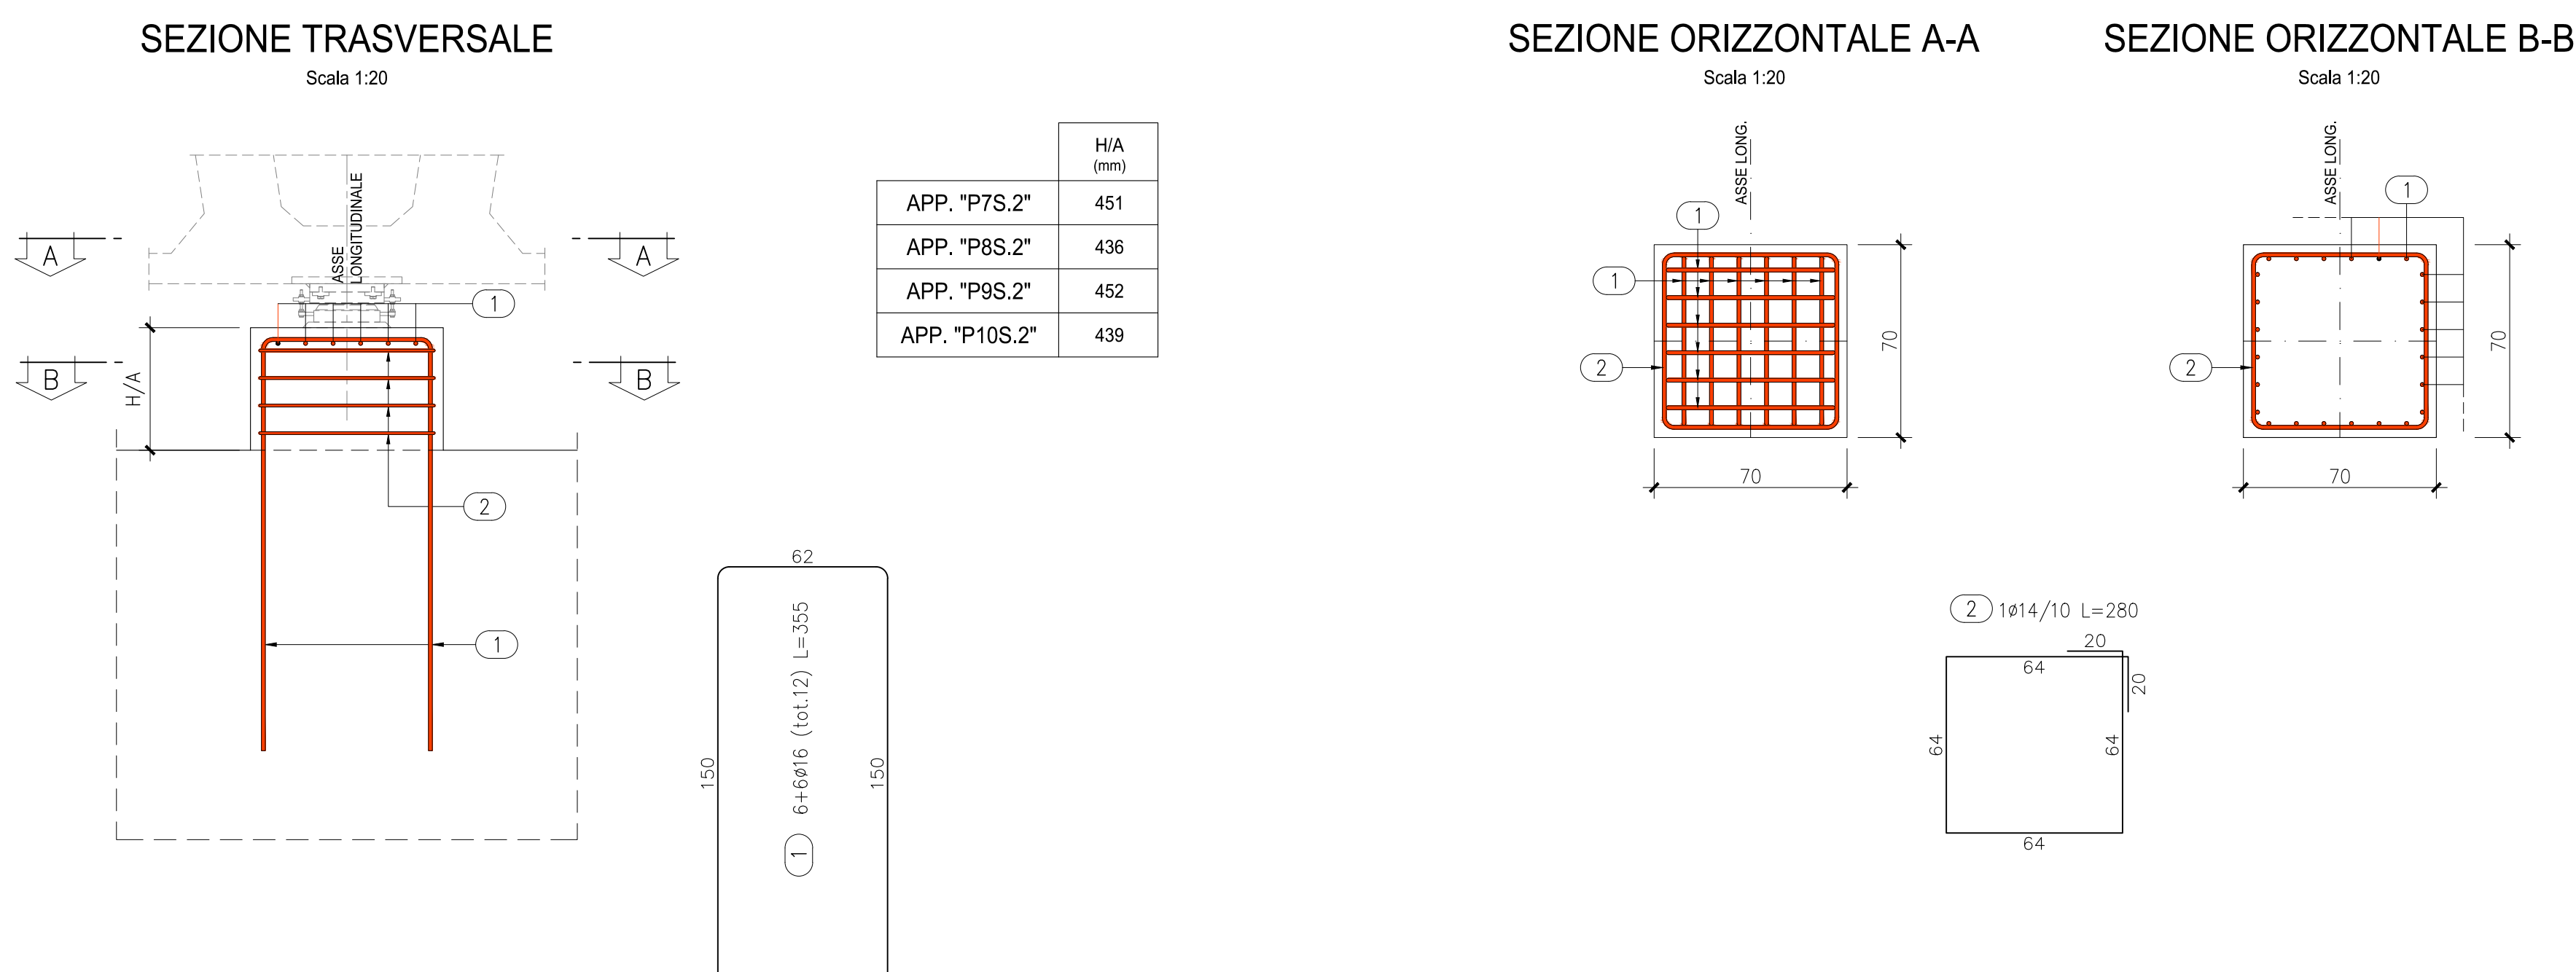 SEZIONE TRASVERSALE
Scala 1:20
ASSE
LONGITUDINALE
A
A
1
B
B
H/A
2
1
H/A
(mm)
APP. "P7S.2" 451
APP. "P8S.2" 436
APP. "P9S.2" 452
APP. "P10S.2" 439
62
150
150
1 6+6ø16 (tot.12) L=355
SEZIONE ORIZZONTALE A-A
Scala 1:20
ASSE LONG.
1
1
2
70
70
SEZIONE ORIZZONTALE B-B
Scala 1:20
ASSE LONG.
1
2
70
70
2 1ø14/10 L=280
20
64
20
64
64
64